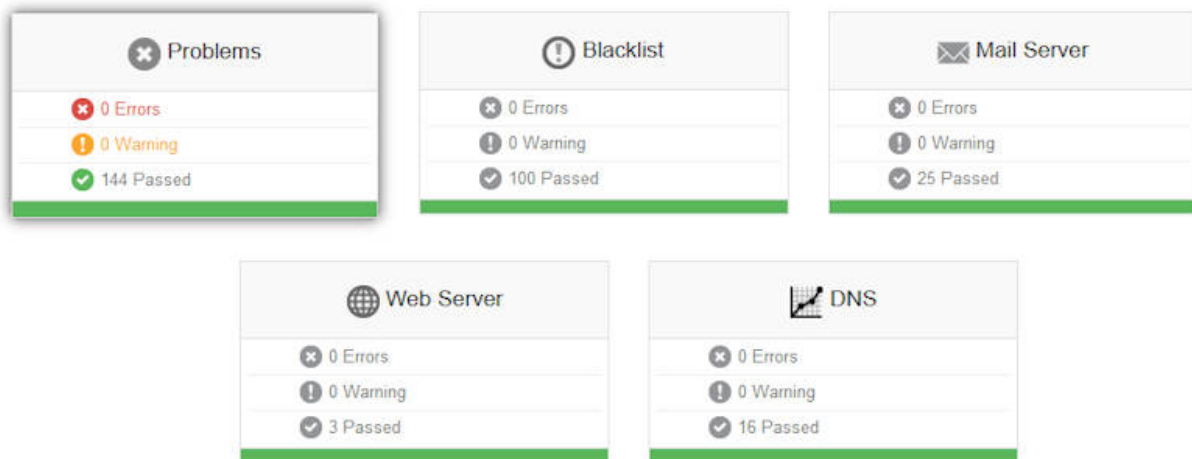 Problems
0 Errors
0 Warning
144 Passed
Blacklist
0 Errors
0 Warning
100 Passed
Mail Server
0 Errors
0 Warning
25 Passed
Web Server
0 Errors
0 Warning
3 Passed
DNS
0 Errors
0 Warning
16 Passed